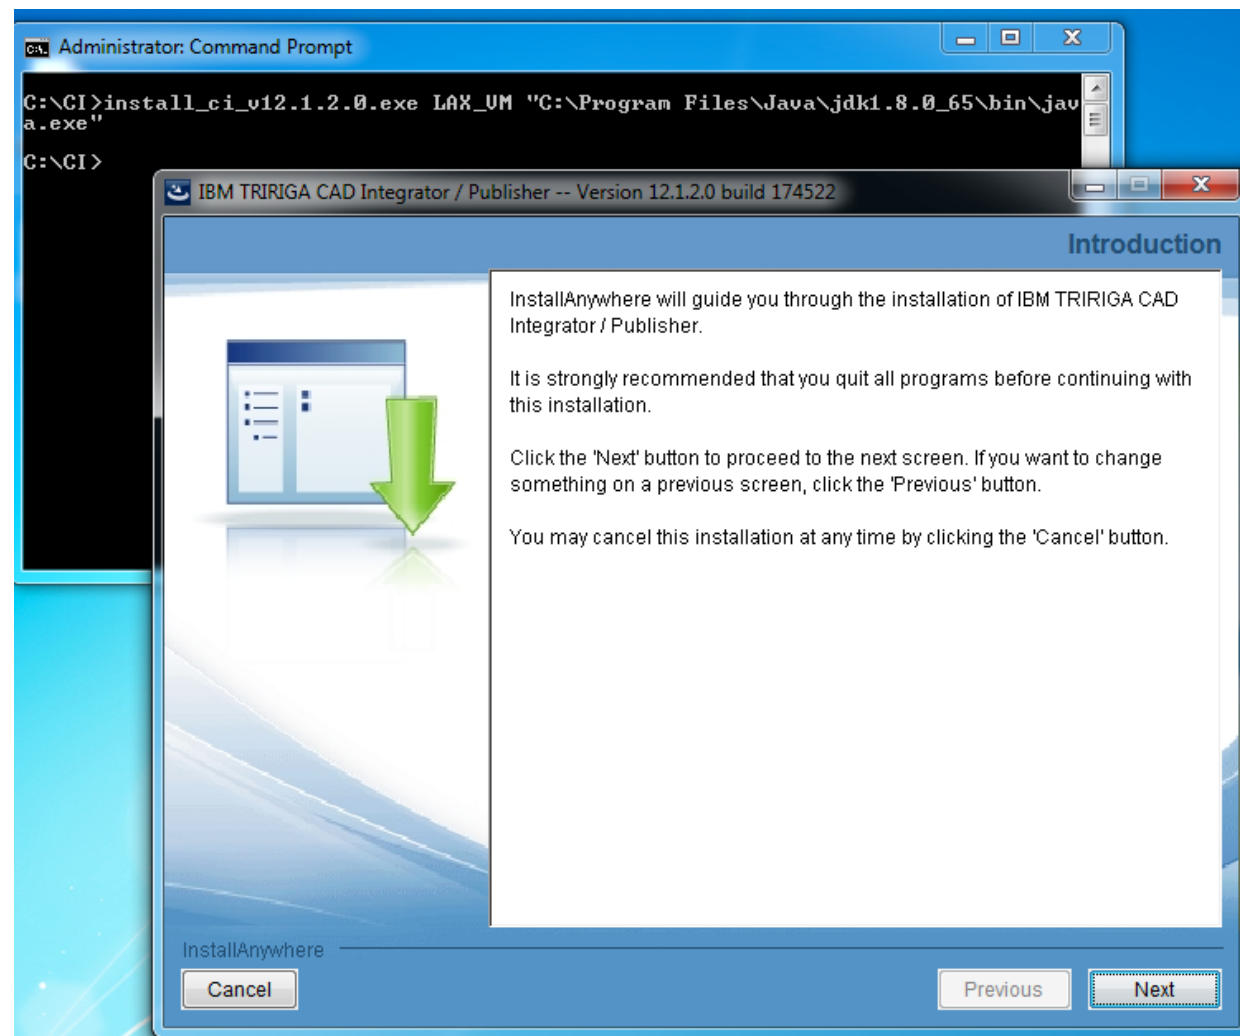 Administrator: Command Prompt
C:\CI>install_ci_v12.1.2.0.exe LAX_VM "C:\Program Files\Java\jdk1.8.0_65\bin\jav
a.exe"
C:\CI>
IBM TRIRIGA CAD Integrator / Publisher -- Version 12.1.2.0 build 174522
Introduction
InstallAnywhere will guide you through the installation of IBM TRIRIGA CAD
Integrator / Publisher.
It is strongly recommended that you quit all programs before continuing with
this installation.
Click the 'Next' button to proceed to the next screen. If you want to change
something on a previous screen, click the 'Previous' button.
You may cancel this installation at any time by clicking the 'Cancel' button.
InstallAnywhere
Cancel
Previous
Next